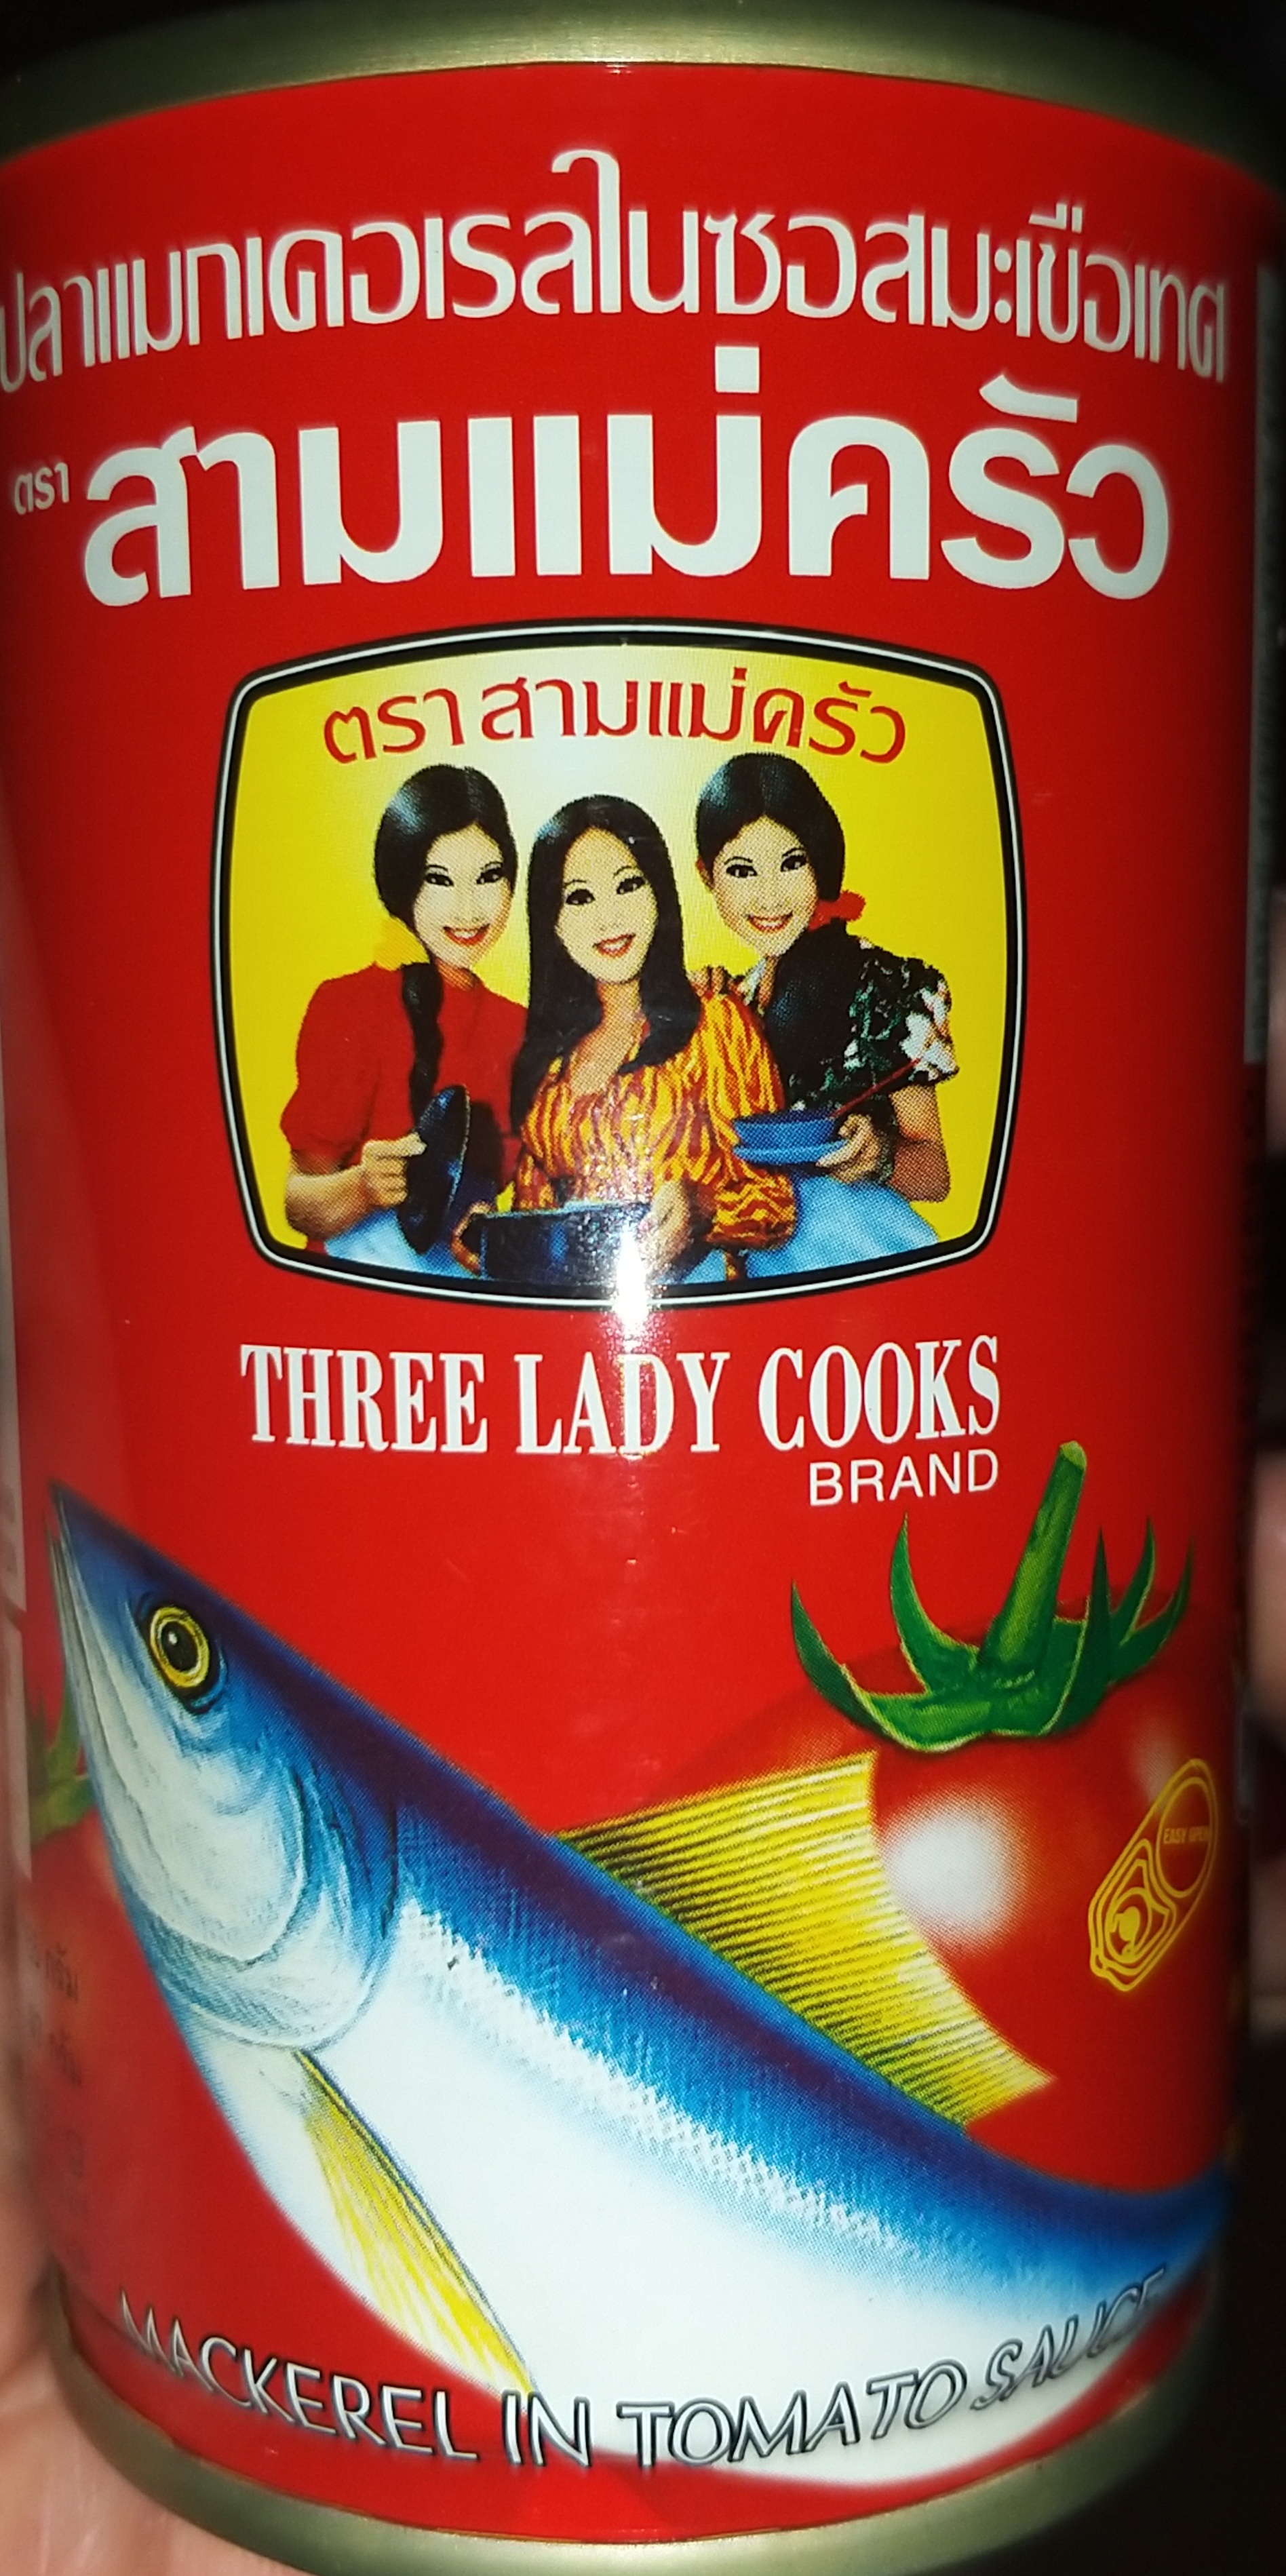 ปลาแมกเคอเรลในซอสมะเขือเทศ
ตรา สามแม่ครัว
ตราสามแม่ครัว
THREE LADY COOKS
BRAND
EASY OPEN
MACKEREL IN TOMATO SAUCE